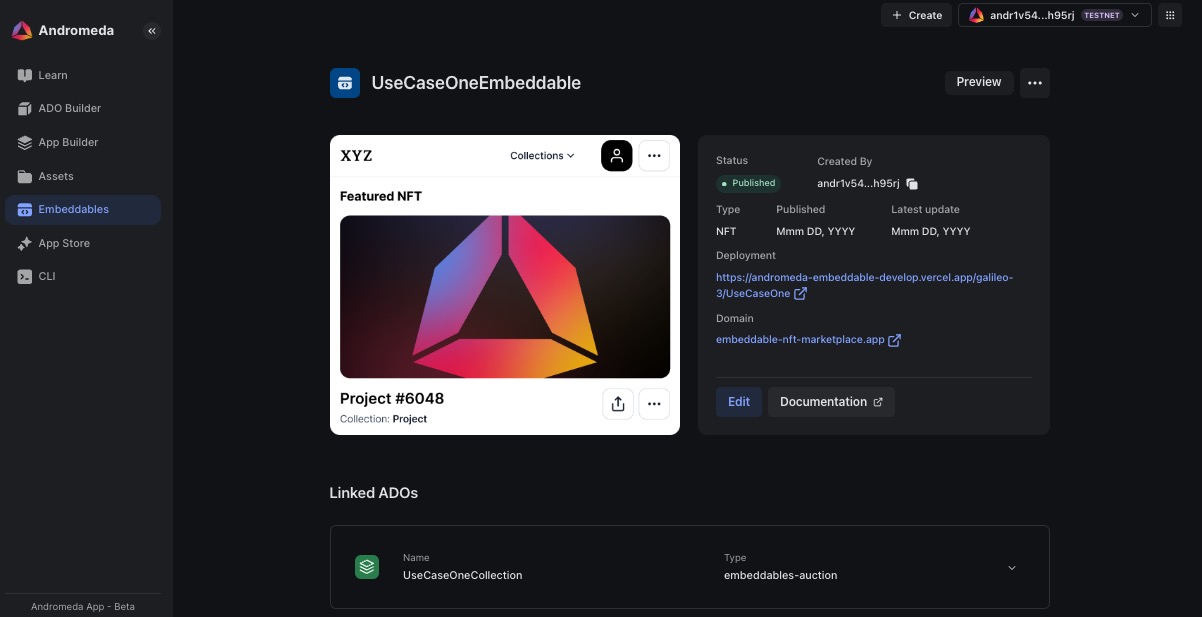 Andromeda
Create
andr1v54...h95rj TESTNET
Learn
ADO Builder
App Builder
Assets
Embeddables
App Store
CLI
Andromeda App - Beta
UseCaseOneEmbeddable
Preview
XYZ
Collections
Featured NFT
Project #6048
Collection: Project
Status
Created By
Published
andr1v54...h95rj
Type
Published
Latest update
NFT
Mmm DD, YYYY
Mmm DD, YYYY
Deployment
https://andromeda-embeddable-develop.vercel.app/galileo-
3/UseCaseOne
Domain
embeddable-nft-marketplace.app
Edit
Documentation
Linked ADOs
Name
Type
UseCaseOneCollection
embeddables-auction